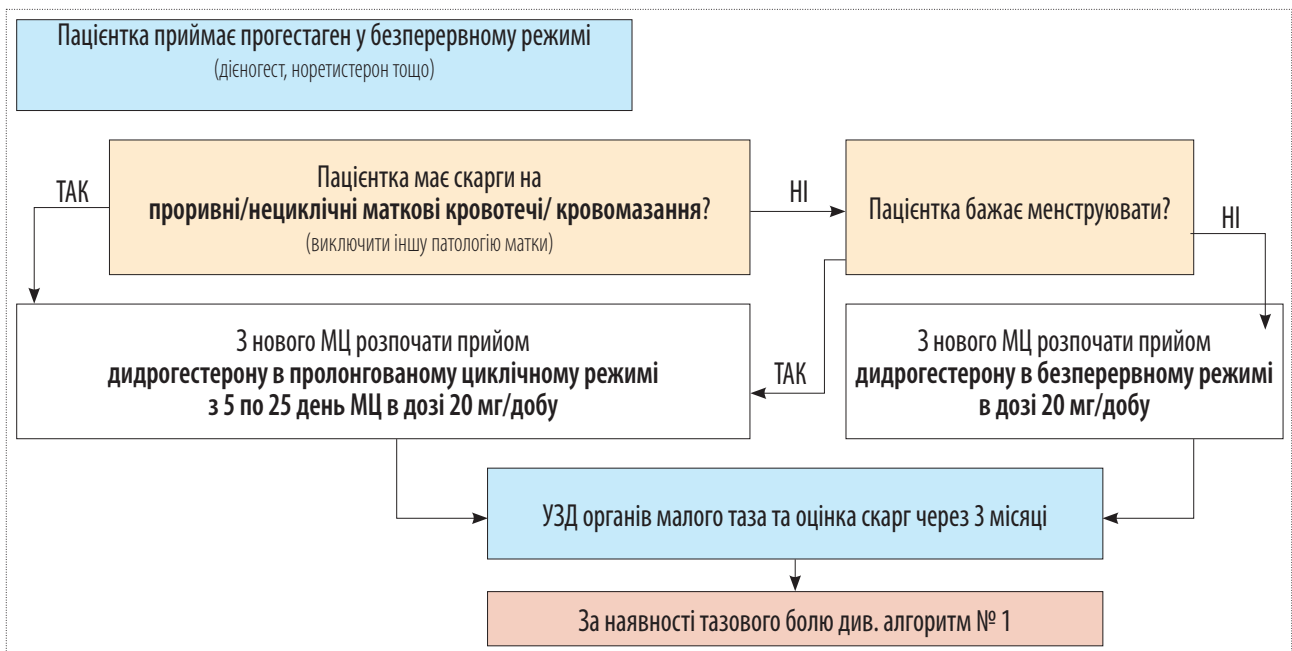 Пацієнтка приймає прогестаген у безперервному режимі
(дієногест, норетистерон тощо)
ТАК
Пацієнтка має скарги на
проривні/нециклічні маткові кровотечі/ кровомазання?
(виключити іншу патологію матки)
НІ
Пацієнтка бажає менструювати?
НІ
З нового МЦ розпочати прийом
дидрогестерону в пролонгованому циклічному режимі
з 5 по 25 день МЦ в дозі 20 мг/добу
ТАК
З нового МЦ розпочати прийом
дидрогестерону в безперервному режимі
в дозі 20 мг/добу
УЗД органів малого таза та оцінка скарг через 3 місяці
За наявності тазового болю див. алгоритм № 1